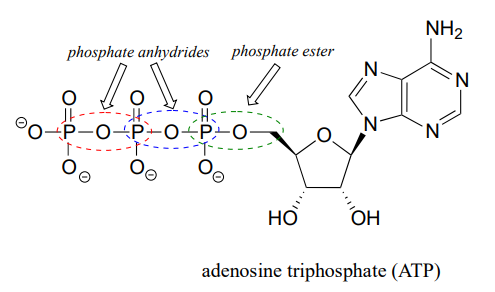 NH₂
phosphate anhydrides phosphate ester
N N
O O O
⊖O P O P O P O O N N
O⊖ O⊖ O⊖
HO OH
adenosine triphosphate (ATP)